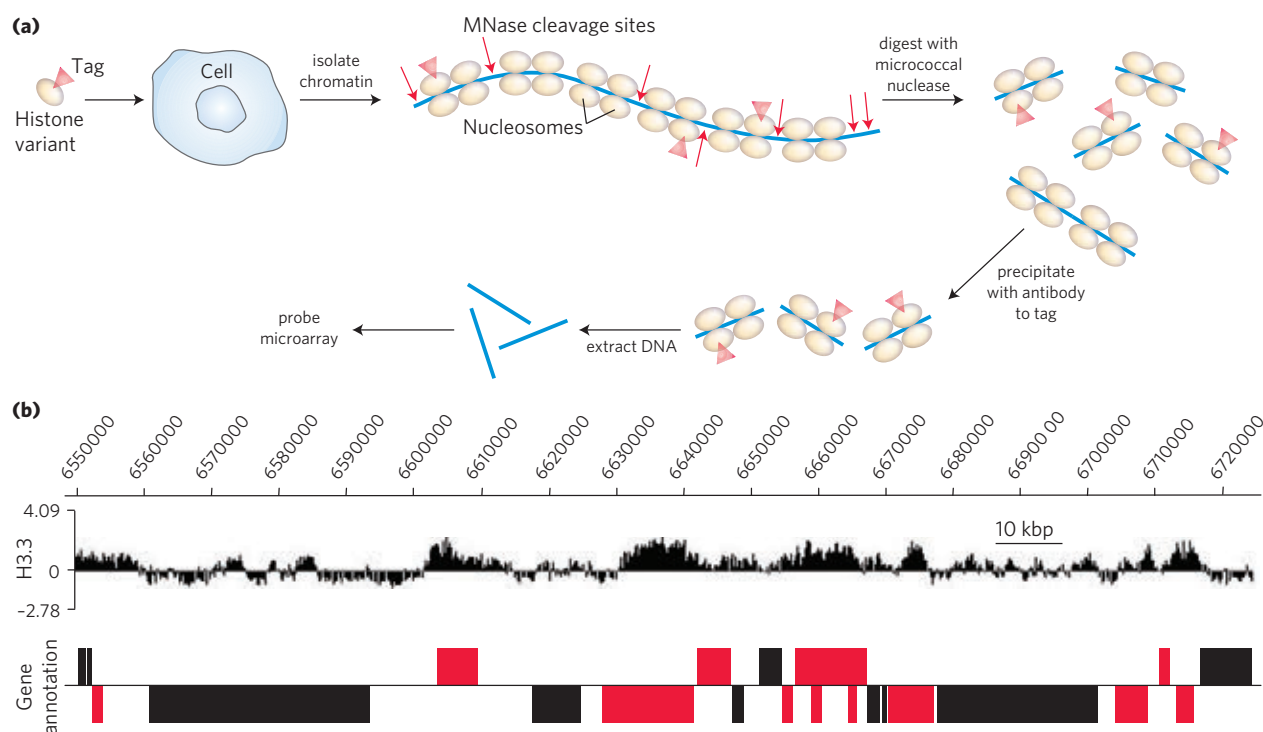 (a)
Tag
Histone
variant
Cell
isolate
chromatin
MNase cleavage sites
Nucleosomes
digest with
micrococcal
nuclease
precipitate
with antibody
to tag
extract DNA
probe
microarray
(b)
6550000 6560000 6570000 6580000 6590000 6600000 6610000 6620000 6630000 6640000 6650000 6660000 6670000 6680000 66900 00 6700000 6710000 6720000
4.09
0
−2.78
H3.3
10 kbp
Gene
annotation